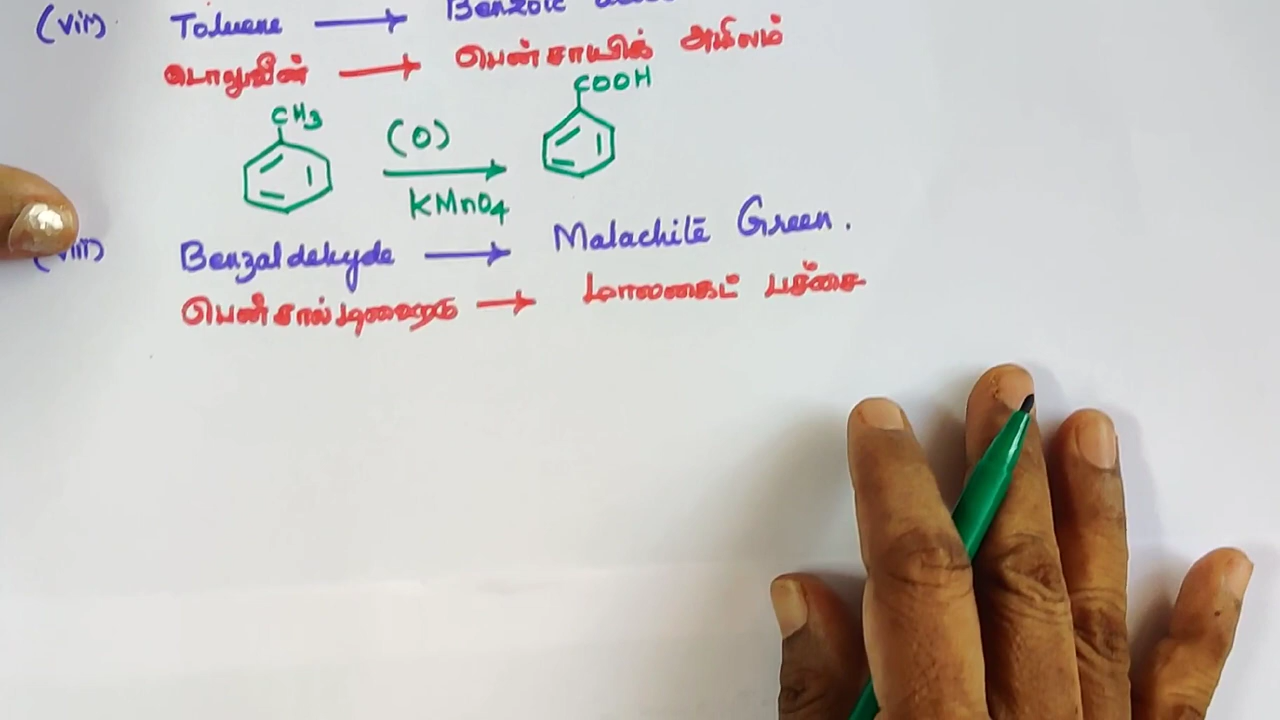 (vii) Toluene → Benzoic
டொலுவீன் → பென்சாயிக் அமிலம்
CH3 COOH
(O)
KMnO4
(viii) Benzaldehyde → Malachite Green.
பென்சால்டிஹைடு → மாலகைட் பச்சை